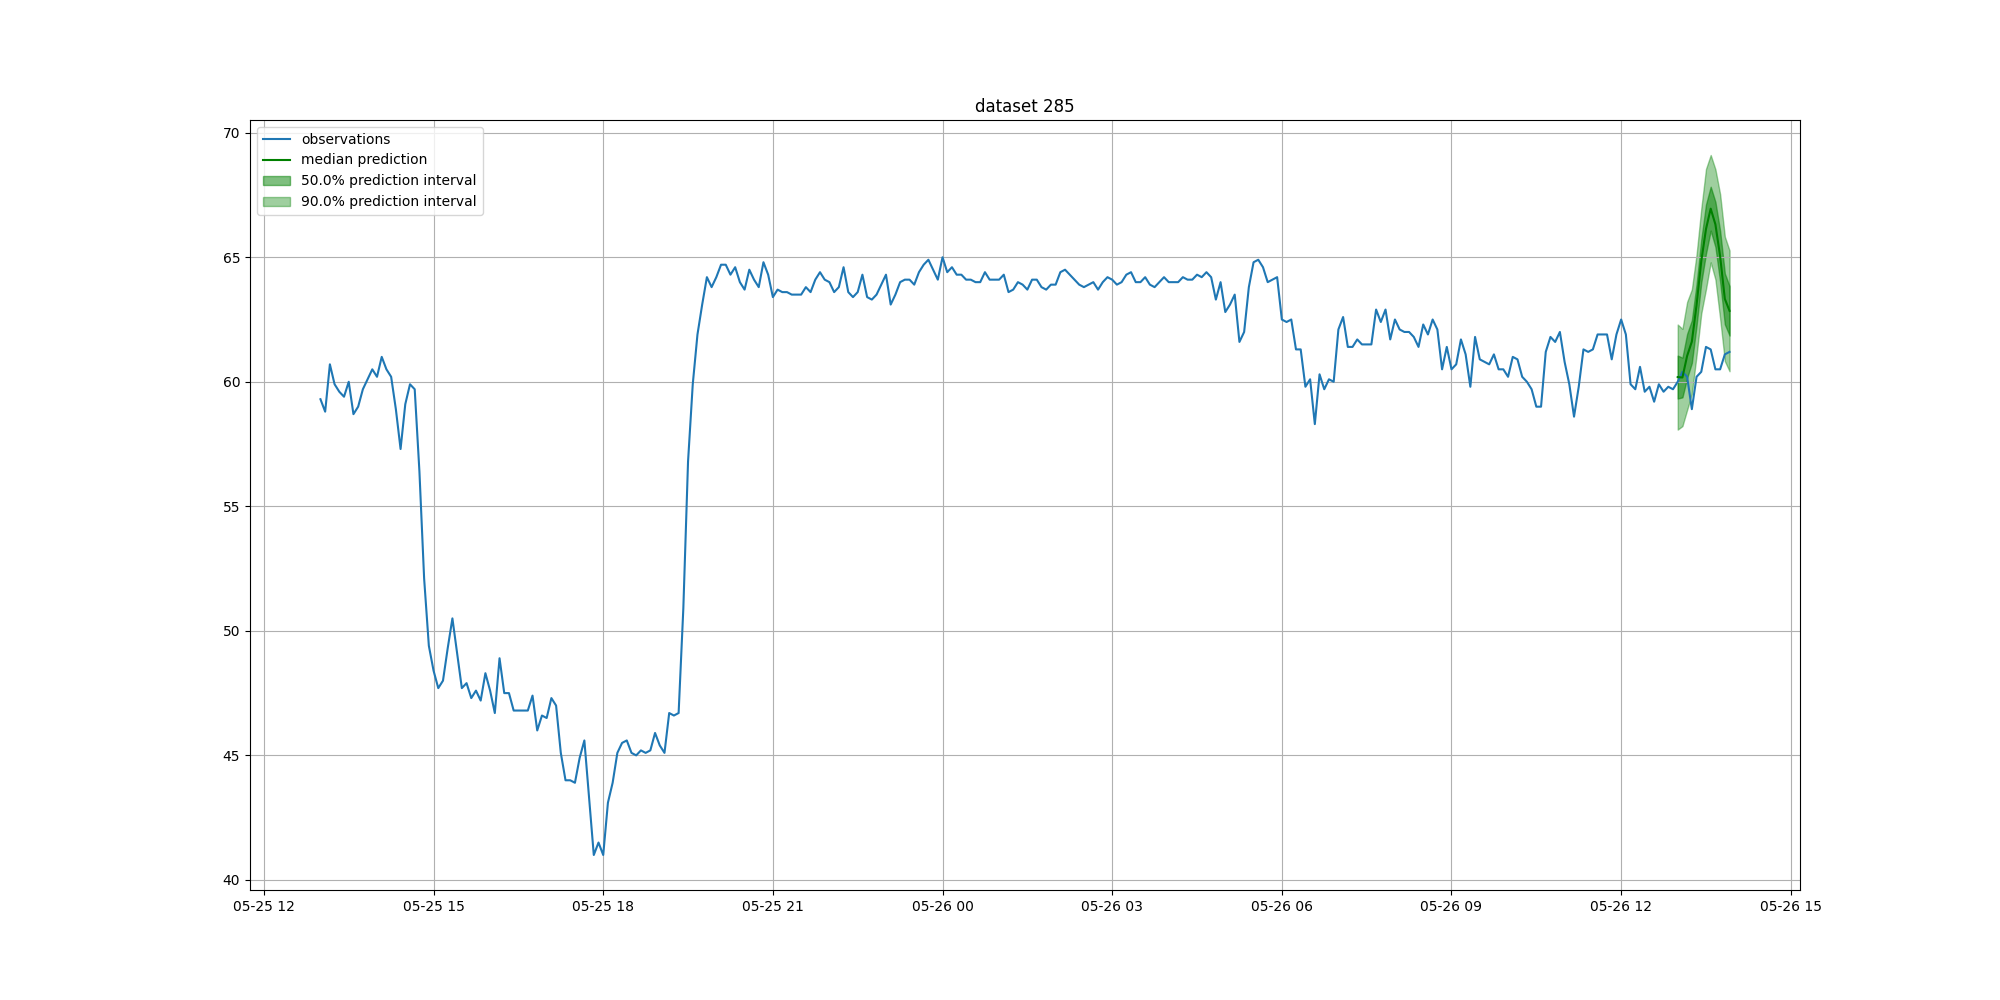 dataset 285
observations
median prediction
50.0% prediction interval
90.0% prediction interval
70
65
60
55
50
45
40
05-25 12 05-25 15 05-25 18 05-25 21 05-26 00 05-26 03 05-26 06 05-26 09 05-26 12 05-26 15